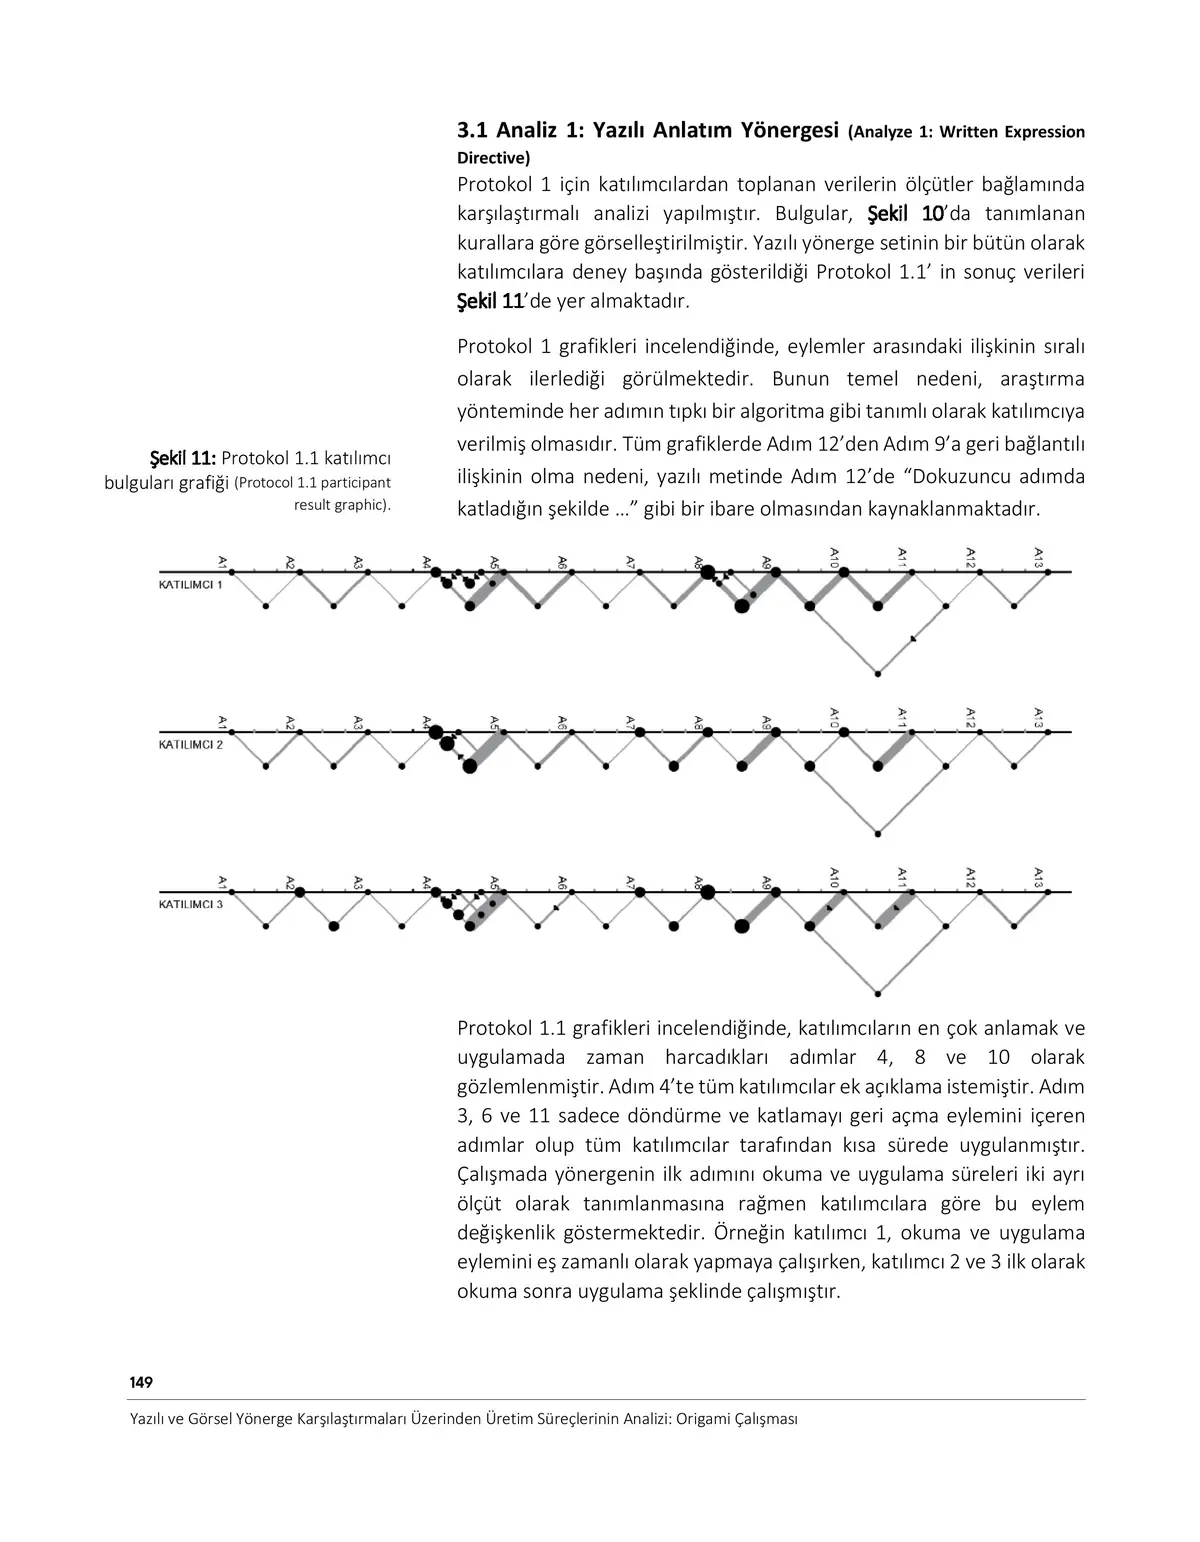 3.1 Analiz 1: Yazılı Anlatım Yönergesi (Analyze 1: Written Expression
Directive)
Protokol 1 için katılımcılardan toplanan verilerin ölçütler bağlamında
karşılaştırmalı analizi yapılmıştır. Bulgular, Şekil 10’da tanımlanan
kurallara göre görselleştirilmiştir. Yazılı yönerge setinin bir bütün olarak
katılımcılara deney başında gösterildiği Protokol 1.1’ in sonuç verileri
Şekil 11’de yer almaktadır.
Protokol 1 grafikleri incelendiğinde, eylemler arasındaki ilişkinin sıralı
olarak ilerlediği görülmektedir. Bunun temel nedeni, araştırma
yönteminde her adımın tıpkı bir algoritma gibi tanımlı olarak katılımcıya
verilmiş olmasıdır. Tüm grafiklerde Adım 12’den Adım 9’a geri bağlantılı
ilişkinin olma nedeni, yazılı metinde Adım 12’de “Dokuzuncu adımda
katladığın şekilde …” gibi bir ibare olmasından kaynaklanmaktadır.
Şekil 11: Protokol 1.1 katılımcı
bulguları grafiği (Protocol 1.1 participant
result graphic).
A1 A2 A3 A4 A5 A6 A7 A8 A9 A10 A11 A12 A13
KATILIMCI 1
A1 A2 A3 A4 A5 A6 A7 A8 A9 A10 A11 A12 A13
KATILIMCI 2
A1 A2 A3 A4 A5 A6 A7 A8 A9 A10 A11 A12 A13
KATILIMCI 3
Protokol 1.1 grafikleri incelendiğinde, katılımcıların en çok anlamak ve
uygulamada zaman harcadıkları adımlar 4, 8 ve 10 olarak
gözlemlenmiştir. Adım 4’te tüm katılımcılar ek açıklama istemiştir. Adım
3, 6 ve 11 sadece döndürme ve katlamayı geri açma eylemini içeren
adımlar olup tüm katılımcılar tarafından kısa sürede uygulanmıştır.
Çalışmada yönergenin ilk adımını okuma ve uygulama süreleri iki ayrı
ölçüt olarak tanımlanmasına rağmen katılımcılara göre bu eylem
değişkenlik göstermektedir. Örneğin katılımcı 1, okuma ve uygulama
eylemini eş zamanlı olarak yapmaya çalışırken, katılımcı 2 ve 3 ilk olarak
okuma sonra uygulama şeklinde çalışmıştır.
149
Yazılı ve Görsel Yönerge Karşılaştırmaları Üzerinden Üretim Süreçlerinin Analizi: Origami Çalışması